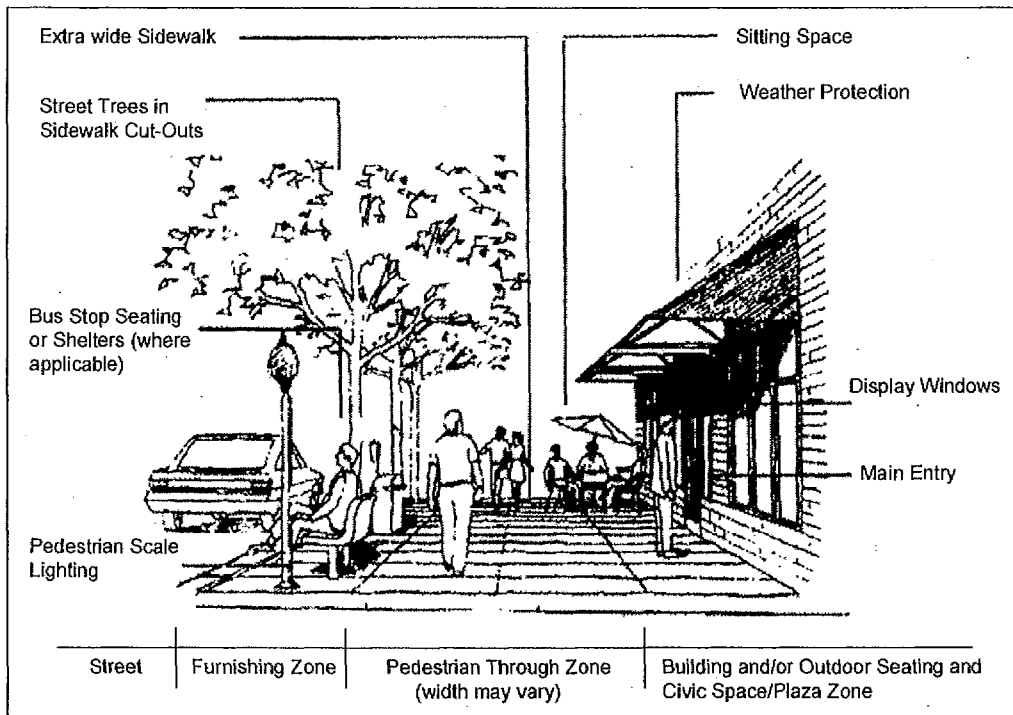 Extra wide Sidewalk
Sitting Space
Street Trees in
Sidewalk Cut-Outs
Weather Protection
Bus Stop Seating
or Shelters (where
applicable)
Display Windows
Main Entry
Pedestrian Scale
Lighting
Street
Furnishing Zone
Pedestrian Through Zone
(width may vary)
Building and/or Outdoor Seating and
Civic Space/Plaza Zone